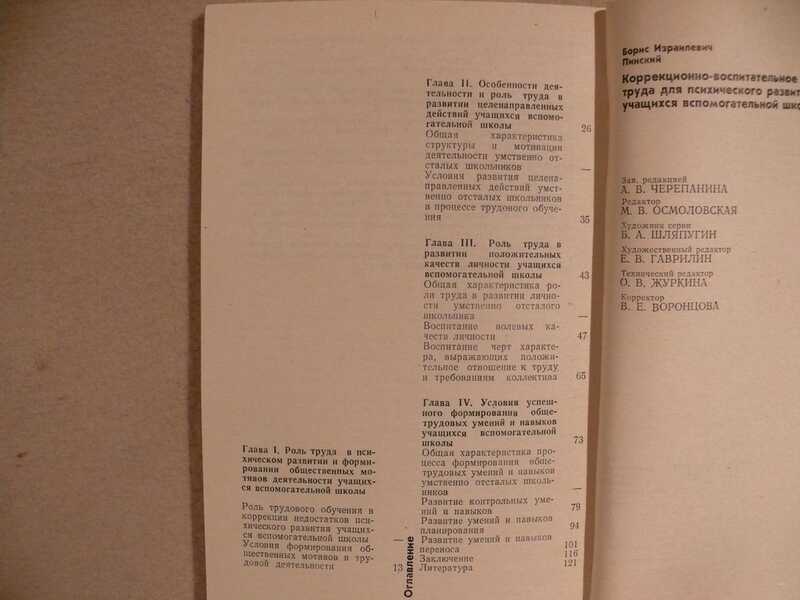 Глава I. Роль труда в пси-
хическом развитии и форми-
ровании общественных мо-
тивов деятельности учащих-
ся вспомогательной школы
Роль трудового обучения в
коррекции недостатков пси-
хического развития учащих-
ся вспомогательной школы —
Условия формирования об-
щественных мотивов в тру-
довой деятельности 13
Оглавление
Глава II. Особенности дея-
тельности и роль труда в
развитии целенаправленных
действий учащихся вспомо-
гательной школы 26
Общая характеристика
структуры и мотивации
деятельности умственно от-
сталых школьников —
Условия развития целена-
правленных действий умст-
венно отсталых школьников
в процессе трудового обуче-
ния 35
Глава III. Роль труда в
развитии положительных
качеств личности учащихся
вспомогательной школы 43
Общая характеристика ро-
ли труда в развитии лично-
сти умственно отсталого
школьника —
Воспитание волевых ка-
честв личности 47
Воспитание черт характе-
ра, выражающих положи-
тельное отношение к труду
и требованиям коллектива 65
Глава IV. Условия успеш-
ного формирования обще-
трудовых умений и навыков
учащихся вспомогательной
школы 73
Общая характеристика про-
цесса формирования обще-
трудовых умений и навыков
умственно отсталых школь-
ников —
Развитие контрольных уме-
ний и навыков 79
Развитие умений и навыков
планирования 94
Развитие умений и навыков
переноса 101
Заключение 116
Литература 121
Борис Израилевич
Пинский
Коррекционно-воспитательное
труда для психического развит
учащихся вспомогательной шко
Зав. редакцией
А. В. ЧЕРЕПАНИНА
Редактор
М. В. ОСМОЛОВСКАЯ
Художник серии
Б. А. ШЛЯПУГИН
Художественный редактор
Е. В. ГАВРИЛИН
Технический редактор
О. В. ЖУРКИНА
Корректор
В. Е. ВОРОНЦОВА